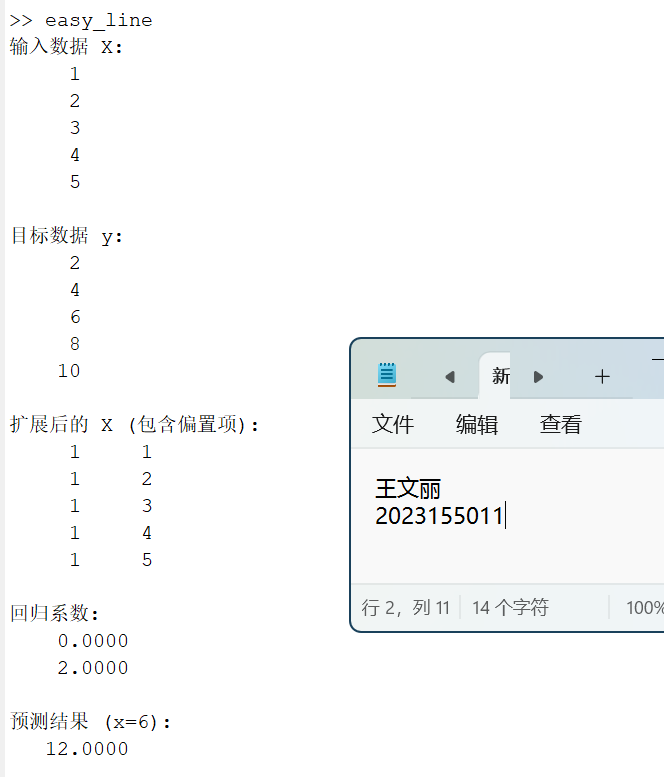 >> easy_line
输入数据 X:
1
2
3
4
5
目标数据 y:
2
4
6
8
10
扩展后的 X (包含偏置项):
1 1
1 2
1 3
1 4
1 5
回归系数:
0.0000
2.0000
预测结果 (x=6):
12.0000
新
文件 编辑 查看
王文丽
2023155011
行 2，列 11 14 个字符 100%